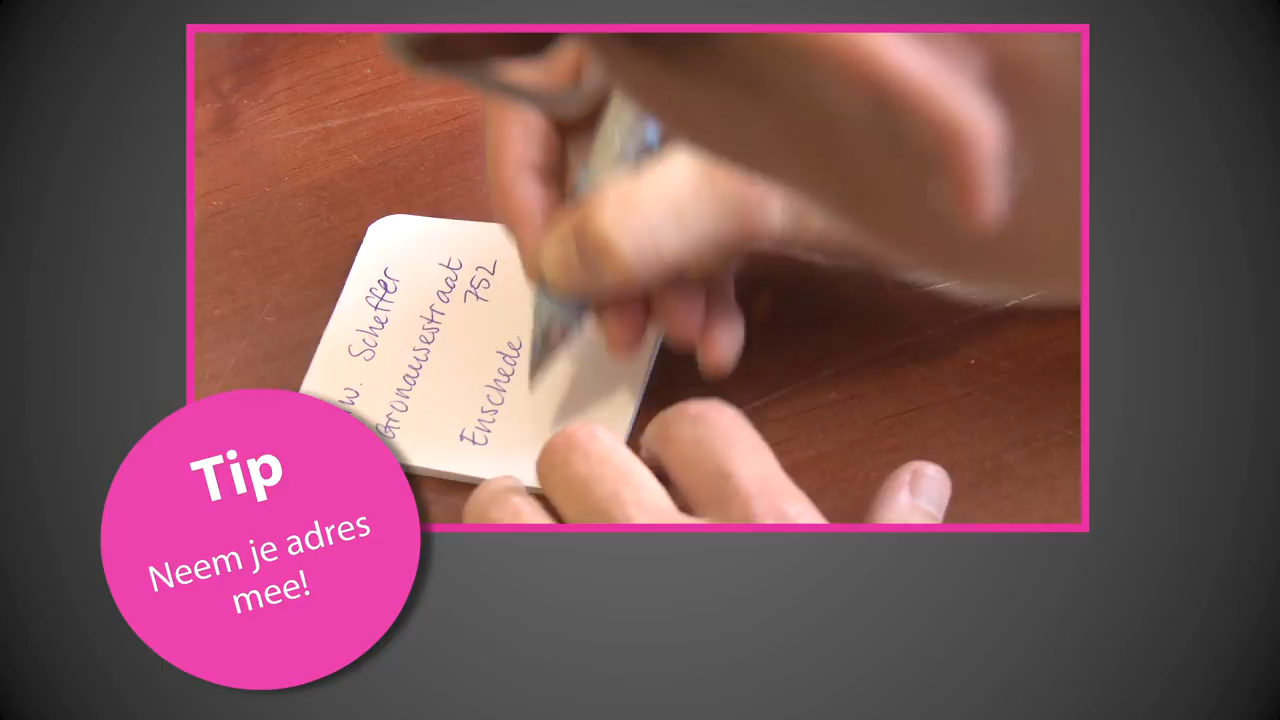 w. Scheffer
Gronausestraat
752
Enschede
Tip
Neem je adres
mee!